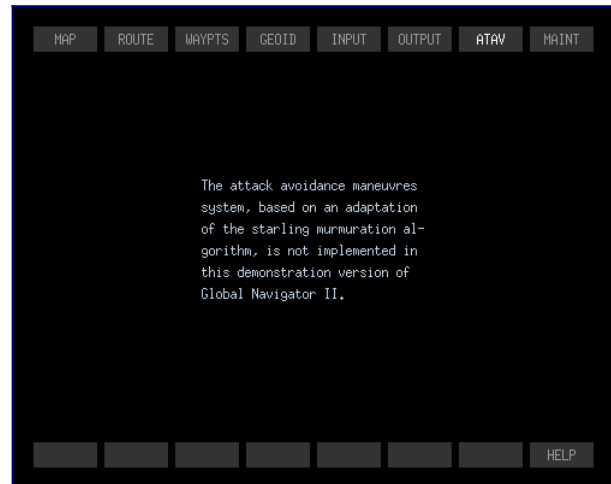 MAP ROUTE WAYPTS GEOID INPUT OUTPUT ATAV MAINT
The attack avoidance maneuvres
system, based on an adaptation
of the starling murmuration al-
gorithm, is not implemented in
this demonstration version of
Global Navigator II.
HELP